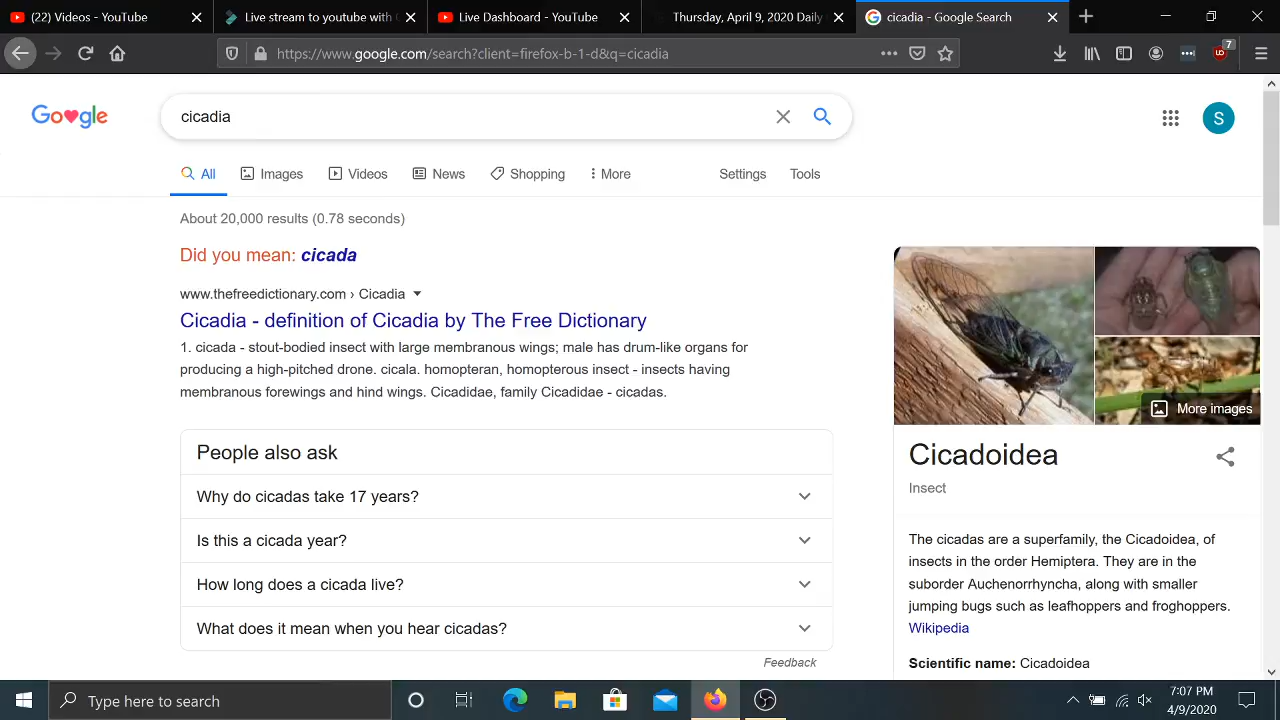 (22) Videos - YouTube
Live stream to youtube with
Live Dashboard - YouTube
Thursday, April 9, 2020 Daily
cicadia - Google Search
https://www.google.com/search?client=firefox-b-1-d&q=cicadia
7
Google
cicadia
S
All
Images
Videos
News
Shopping
More
Settings
Tools
About 20,000 results (0.78 seconds)
Did you mean: cicada
www.thefreedictionary.com › Cicadia
Cicadia - definition of Cicadia by The Free Dictionary
1. cicada - stout-bodied insect with large membranous wings; male has drum-like organs for
producing a high-pitched drone. cicala. homopteran, homopterous insect - insects having
membranous forewings and hind wings. Cicadidae, family Cicadidae - cicadas.
People also ask
Why do cicadas take 17 years?
Is this a cicada year?
How long does a cicada live?
What does it mean when you hear cicadas?
Feedback
More images
Cicadoidea
Insect
The cicadas are a superfamily, the Cicadoidea, of
insects in the order Hemiptera. They are in the
suborder Auchenorrhyncha, along with smaller
jumping bugs such as leafhoppers and froghoppers.
Wikipedia
Scientific name: Cicadoidea
Type here to search
7:07 PM
4/9/2020